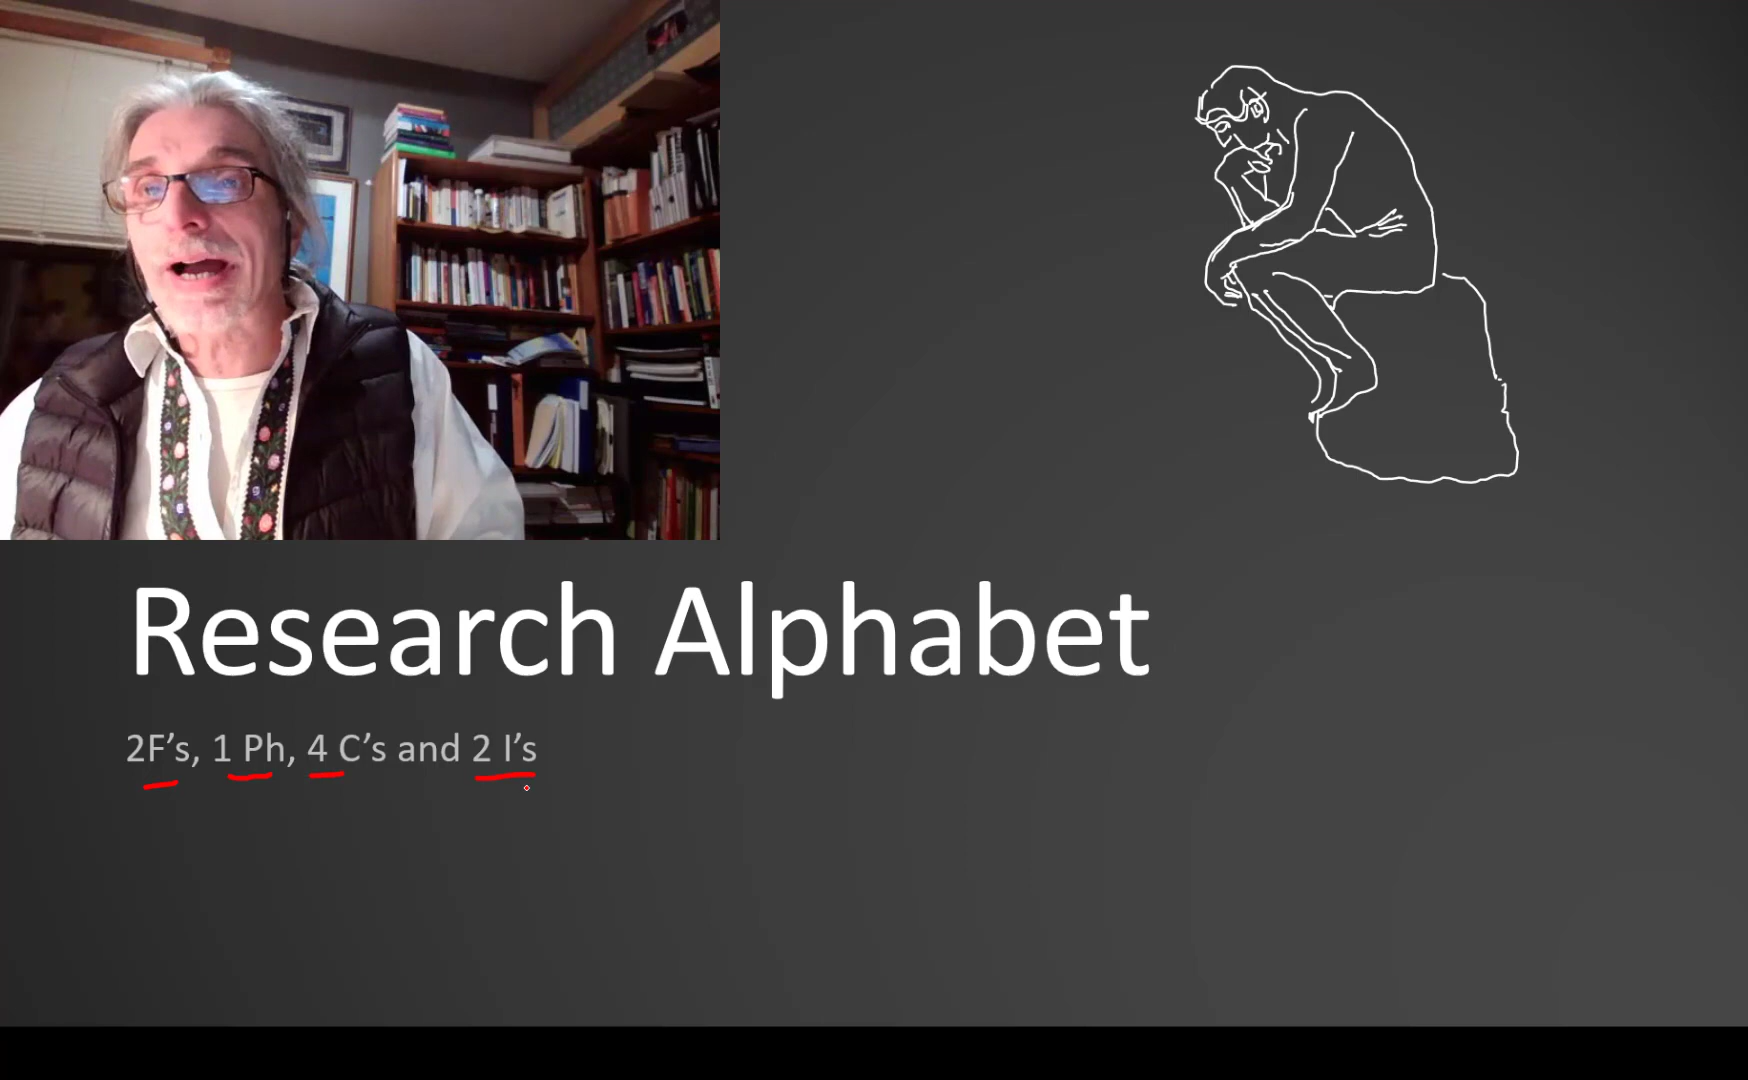 Research Alphabet
2F’s, 1 Ph, 4 C’s and 2 I’s